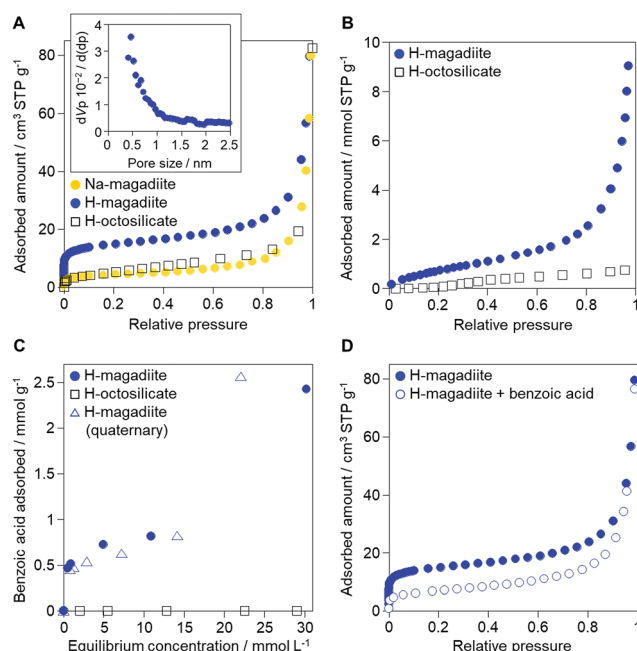 A
Adsorbed amount / cm³ STP g⁻¹
80
60
40
20
0
0
0.2
0.4
0.6
0.8
1
Relative pressure
dVp 10⁻² / d(dp)
4
3
2
1
0
0
0.5
1
1.5
2
2.5
Pore size / nm
Na-magadiite
H-magadiite
H-octosilicate
B
Adsorbed amount / mmol STP g⁻¹
10
8
6
4
2
0
0
0.2
0.4
0.6
0.8
1
Relative pressure
H-magadiite
H-octosilicate
C
Benzoic acid adsorbed / mmol g⁻¹
2.5
2
1.5
1
0.5
0
0
5
10
15
20
25
30
Equilibrium concentration / mmol L⁻¹
H-magadiite
H-octosilicate
H-magadiite
(quaternary)
D
Adsorbed amount / cm³ STP g⁻¹
80
60
40
20
0
0
0.2
0.4
0.6
0.8
1
Relative pressure
H-magadiite
H-magadiite + benzoic acid